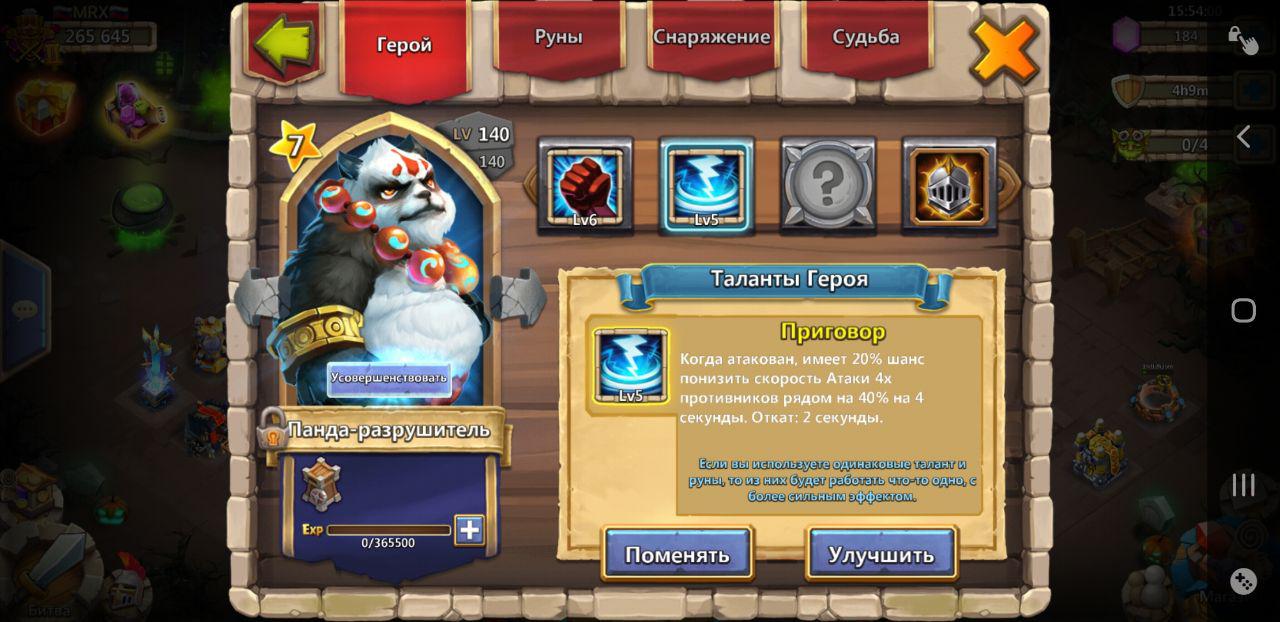 MRX
265 645
Герой
Руны
Снаряжение
Судьба
15:54:00
184
4h9m
0/4
7
LV 140
140
Lv6
Lv5
?
Таланты Героя
Приговор
Когда атакован, имеет 20% шанс
понизить скорость Атаки 4х
противников рядом на 40% на 4
секунды. Откат: 2 секунды.
Lv5
Если вы используете одинаковые талант и
руны, то из них будет работать что-то одно, с
более сильным эффектом.
Усовершенствовать
Панда-разрушитель
Exp
0/365500
Поменять
Улучшить
Битва